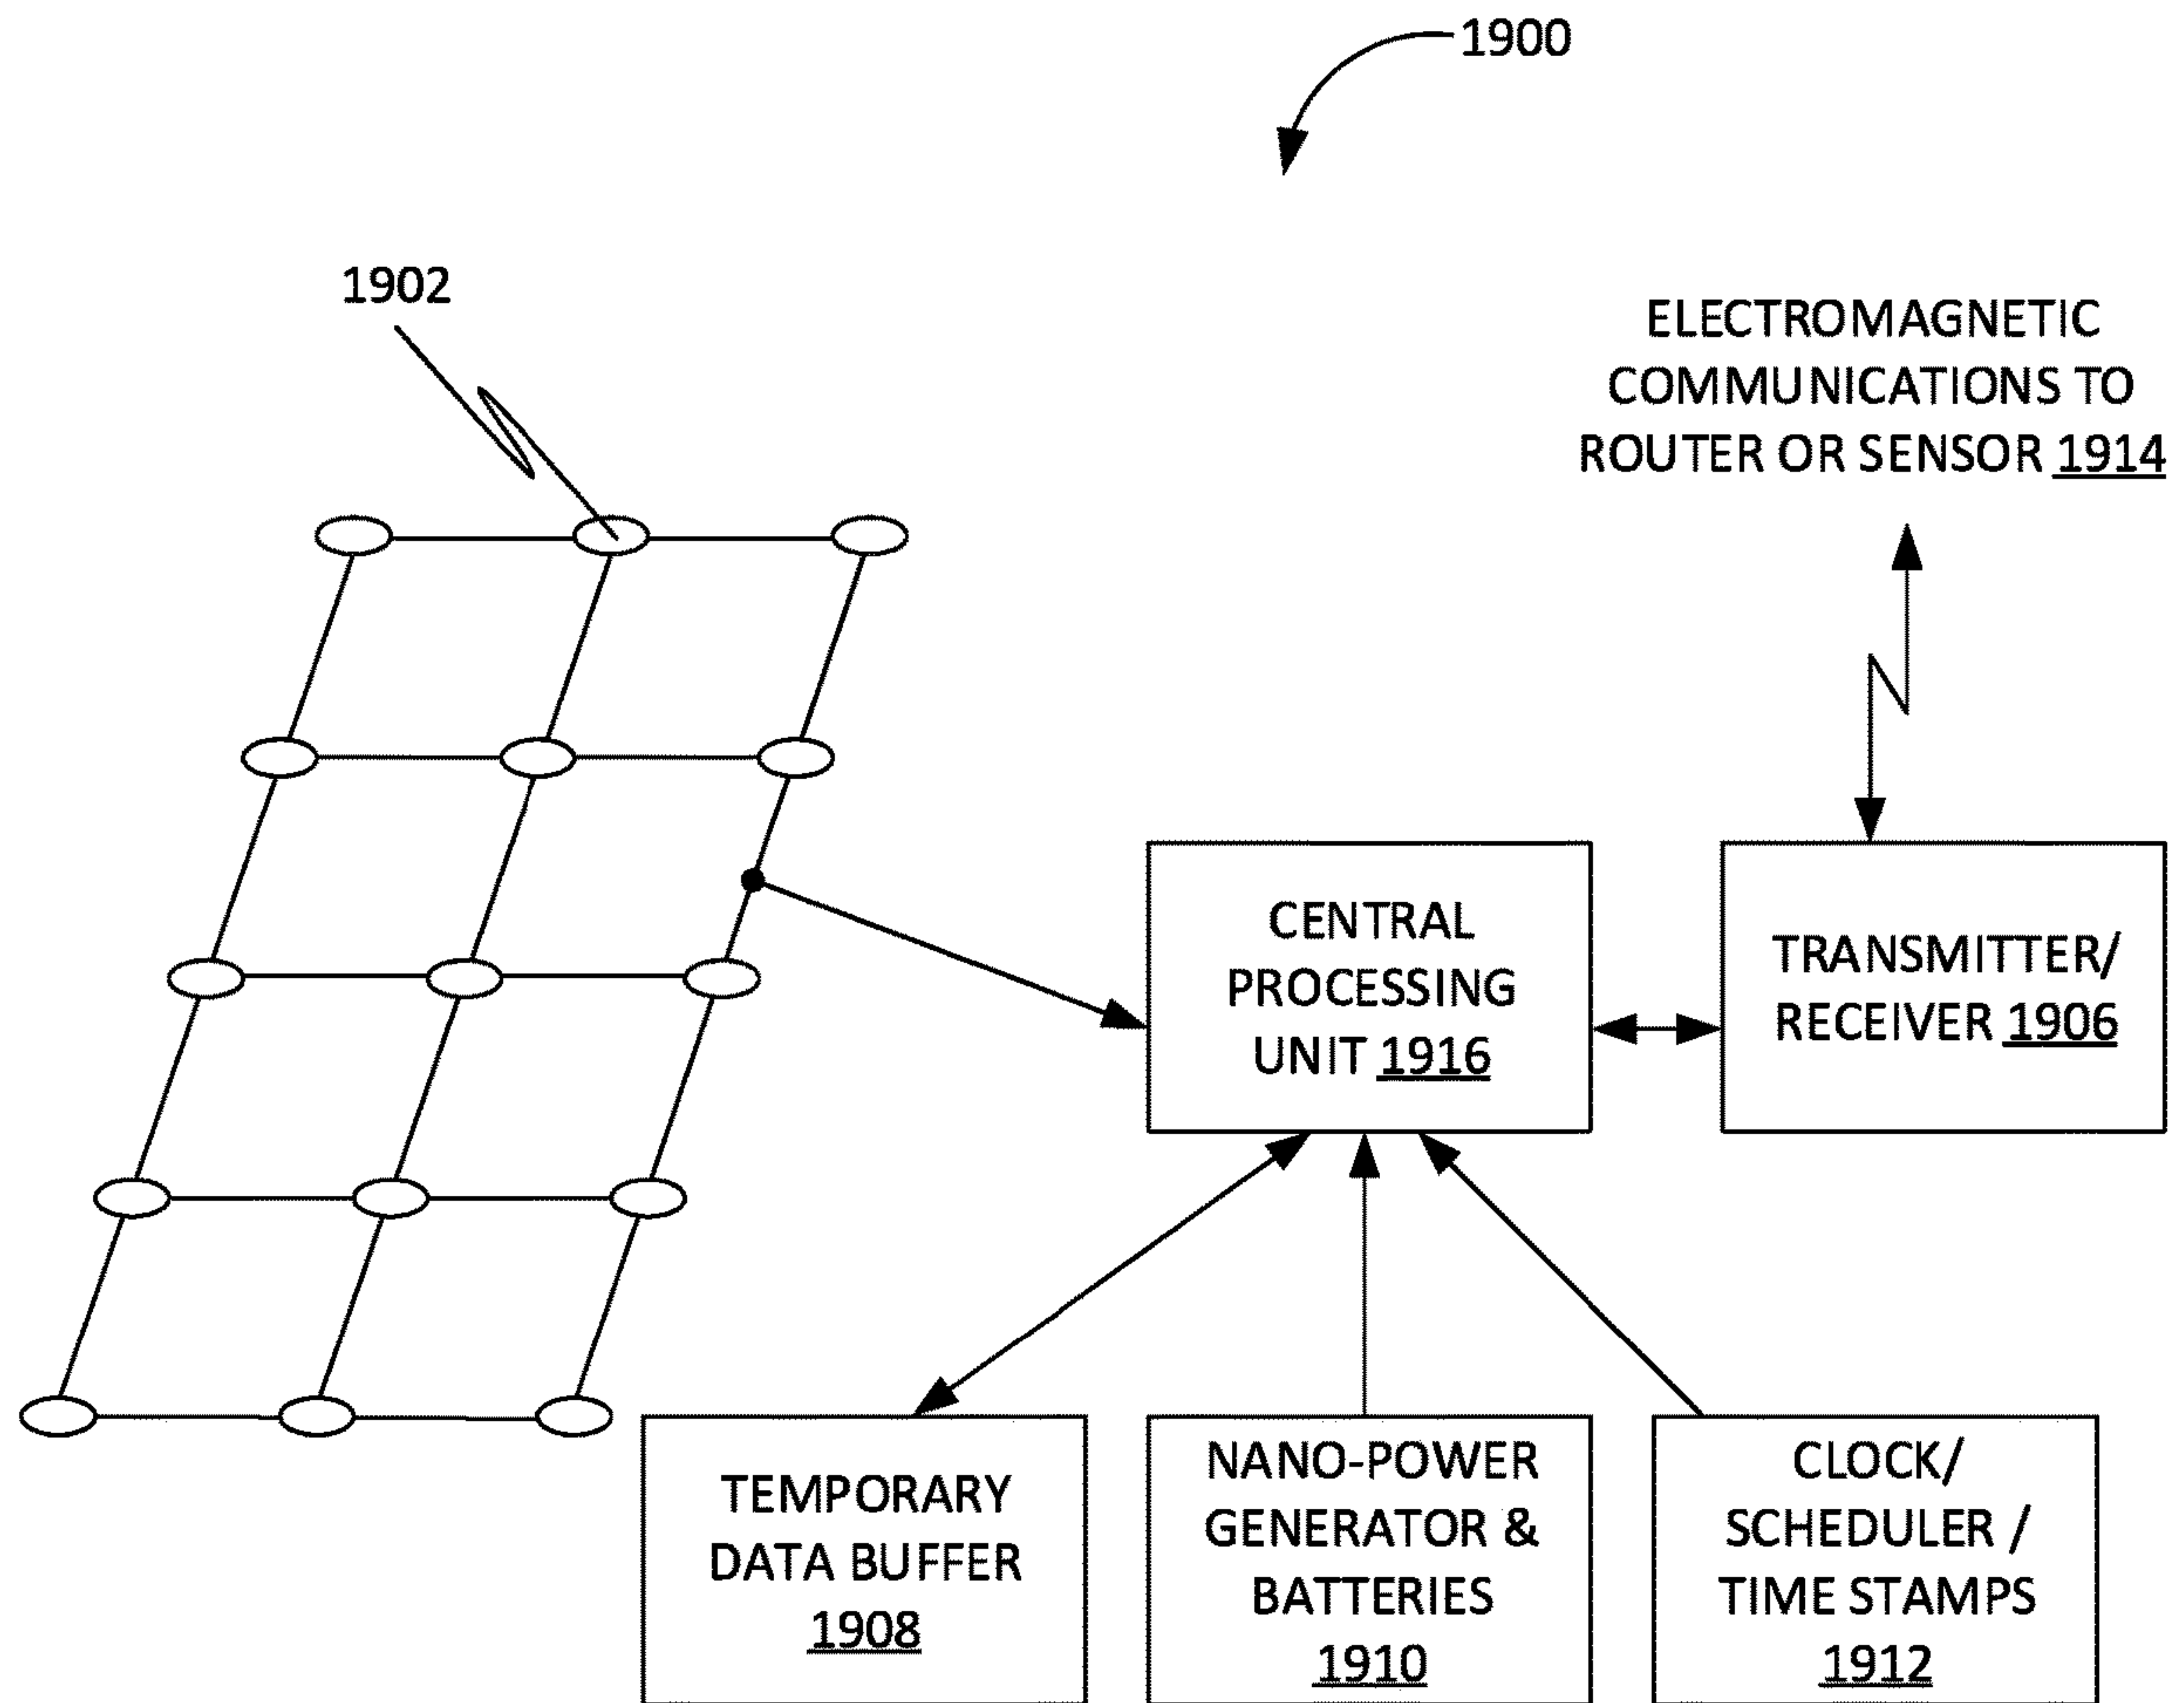 1900
1902
ELECTROMAGNETIC
COMMUNICATIONS TO
ROUTER OR SENSOR 1914
CENTRAL
PROCESSING
UNIT 1916
TRANSMITTER/
RECEIVER 1906
TEMPORARY
DATA BUFFER
1908
NANO-POWER
GENERATOR &
BATTERIES
1910
CLOCK/
SCHEDULER /
TIME STAMPS
1912